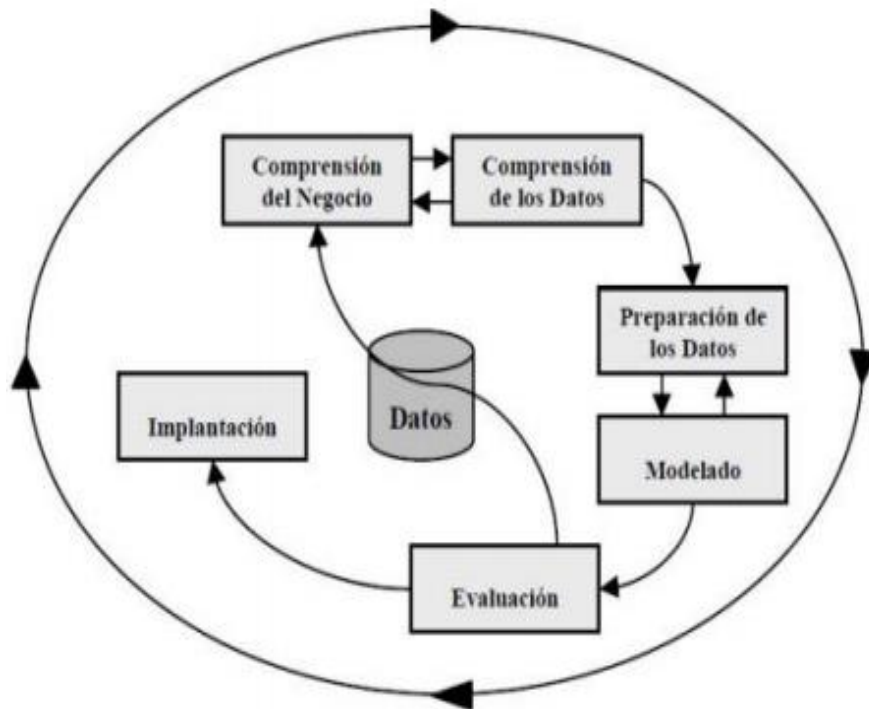 Comprensión
del Negocio
Comprensión
de los Datos
Preparación de
los Datos
Datos
Implantación
Modelado
Evaluación